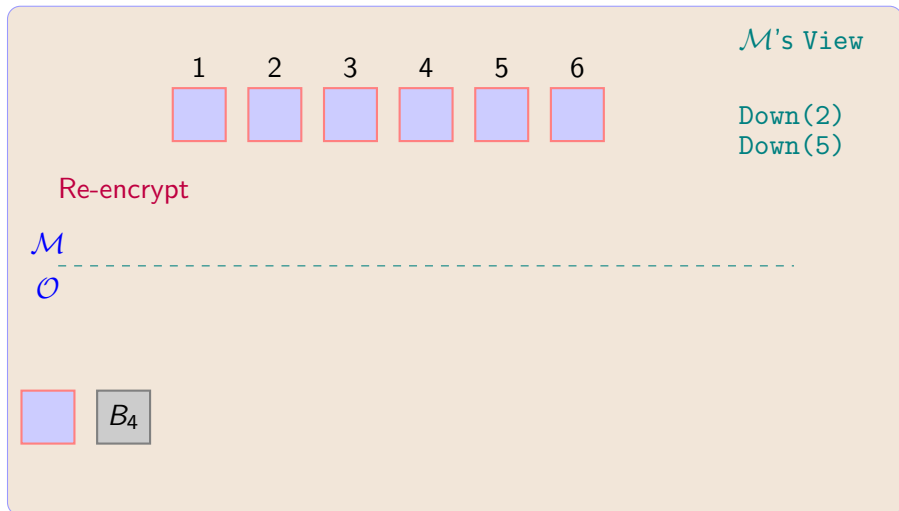 ℳ's View
1 2 3 4 5 6
Down(2)
Down(5)
Re-encrypt
ℳ
𝒪
B₄